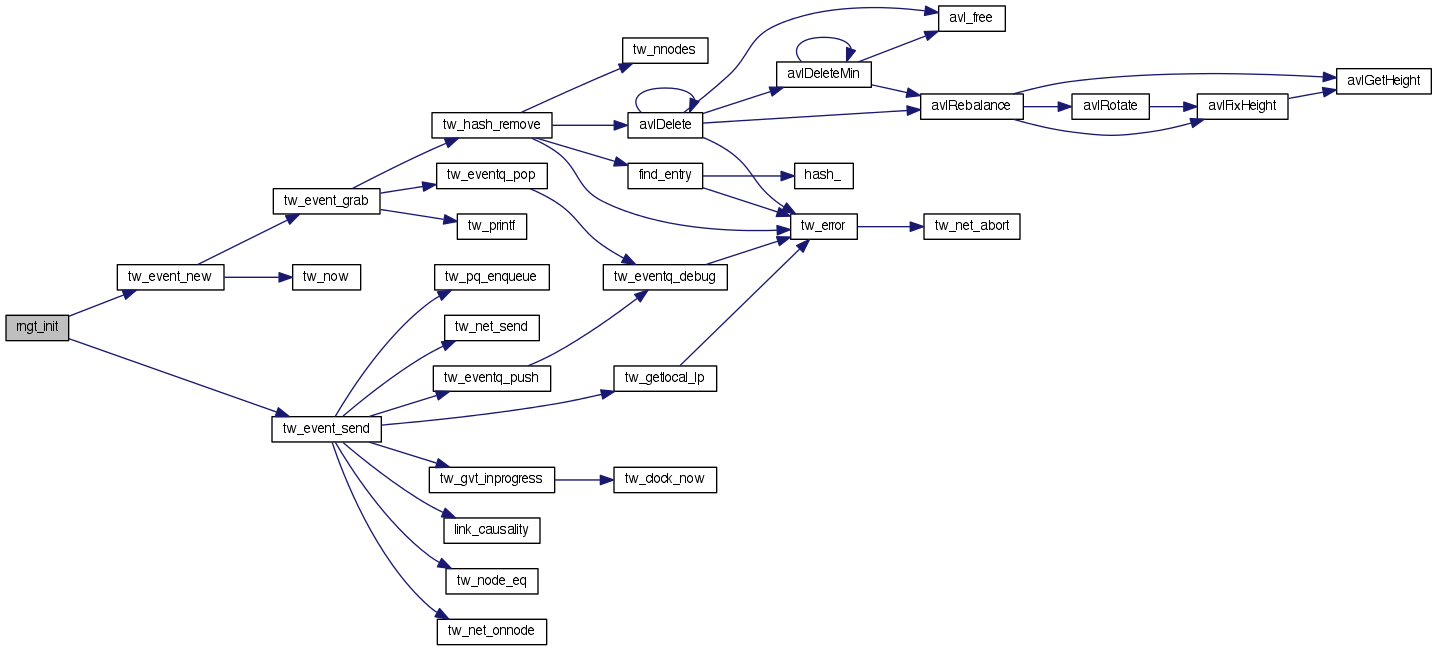 avl_free
tw_nnodes
avlDeleteMin
avlGetHeight
avlRebalance
avlRotate
avlFixHeight
tw_hash_remove
avlDelete
tw_eventq_pop
find_entry
hash_
tw_event_grab
tw_printf
tw_error
tw_net_abort
tw_event_new
tw_now
tw_pq_enqueue
tw_eventq_debug
rngt_init
tw_net_send
tw_eventq_push
tw_getlocal_lp
tw_event_send
tw_gvt_inprogress
tw_clock_now
link_causality
tw_node_eq
tw_net_onnode